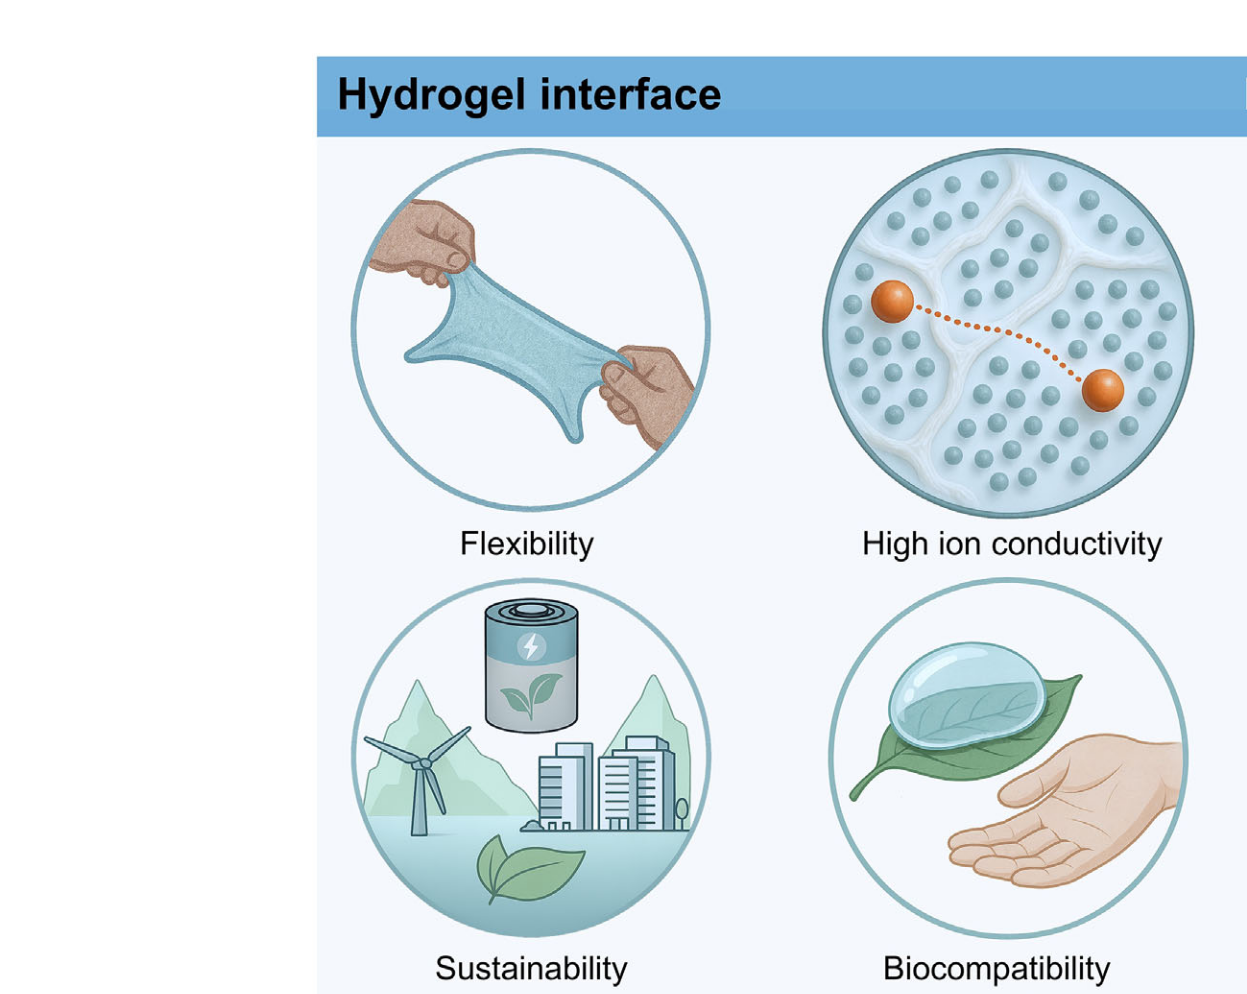 Hydrogel interface
Flexibility
High ion conductivity
Sustainability
Biocompatibility